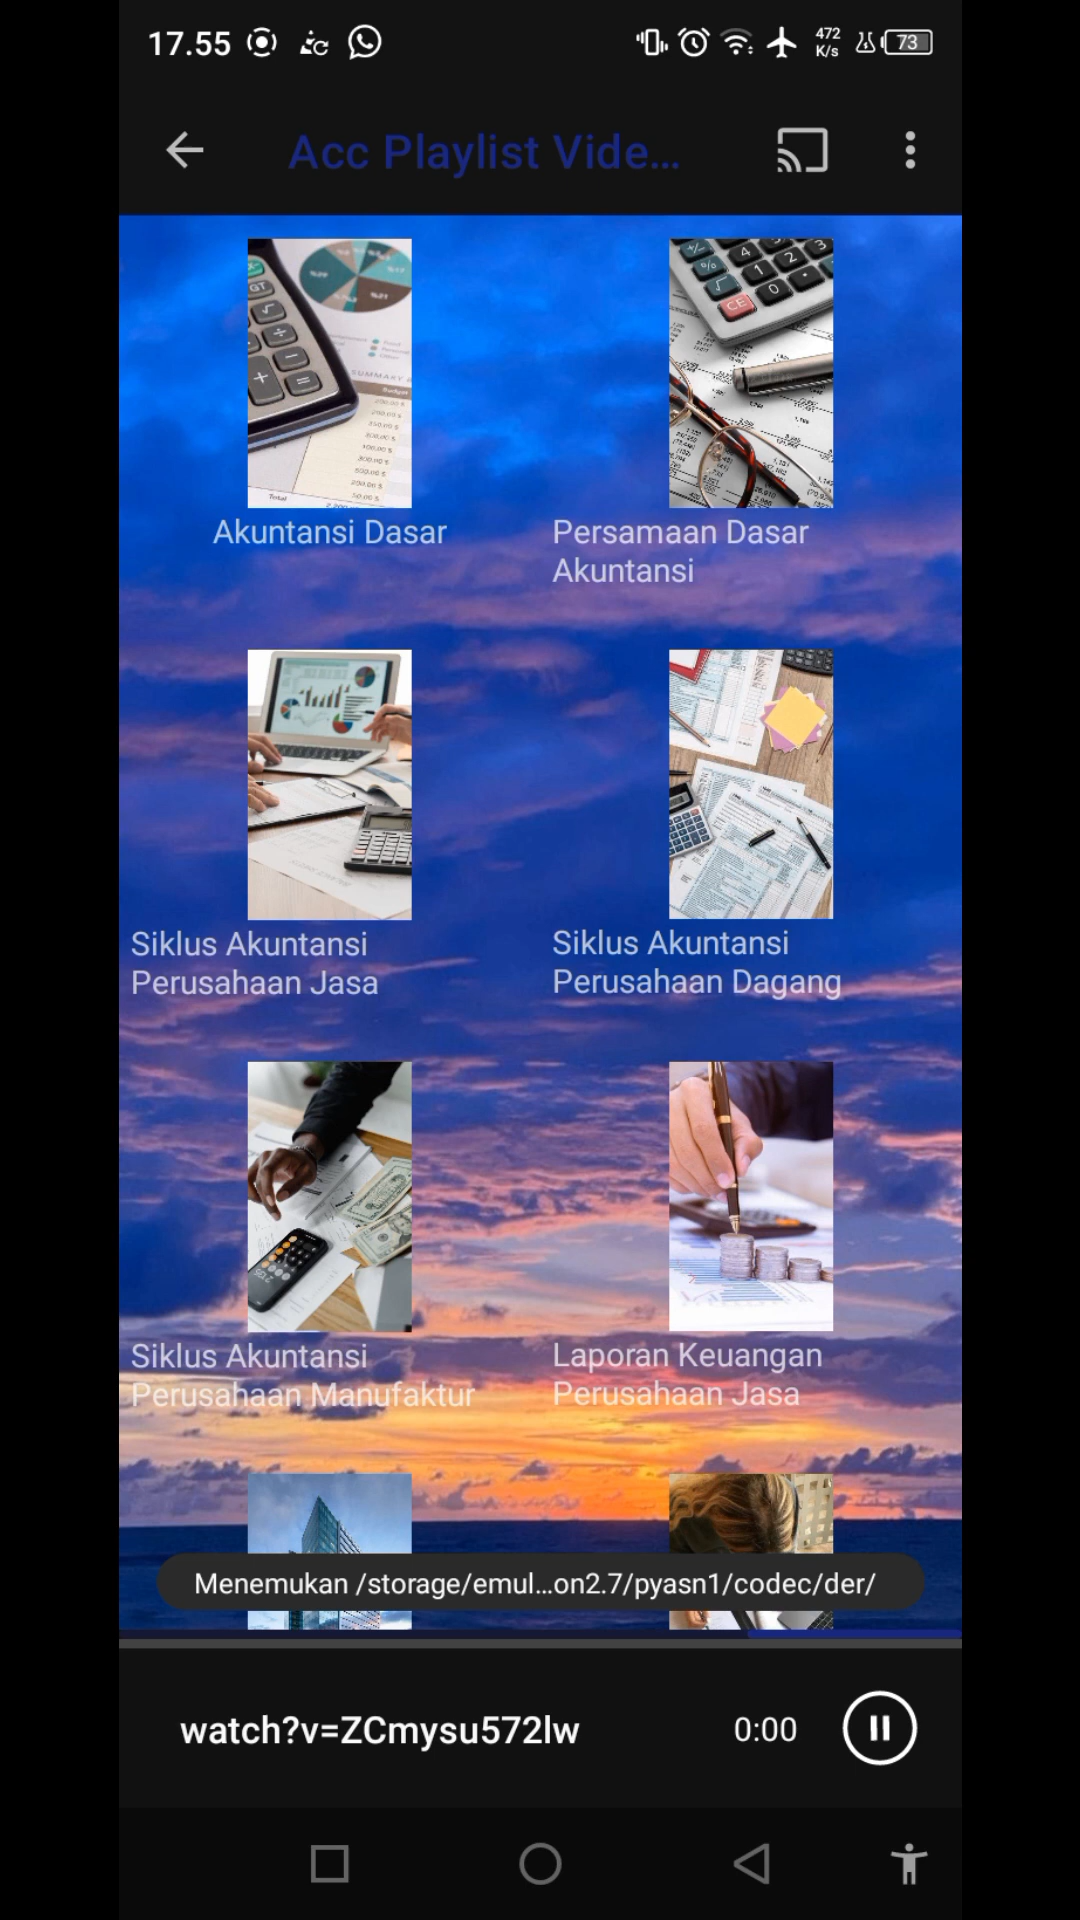 17.55
472
K/s
73
Acc Playlist Vide...
Akuntansi Dasar
Persamaan Dasar
Akuntansi
Siklus Akuntansi
Perusahaan Jasa
Siklus Akuntansi
Perusahaan Dagang
Siklus Akuntansi
Perusahaan Manufaktur
Laporan Keuangan
Perusahaan Jasa
Menemukan /storage/emul...on2.7/pyasn1/codec/der/
watch?v=ZCmysu572lw
0:00